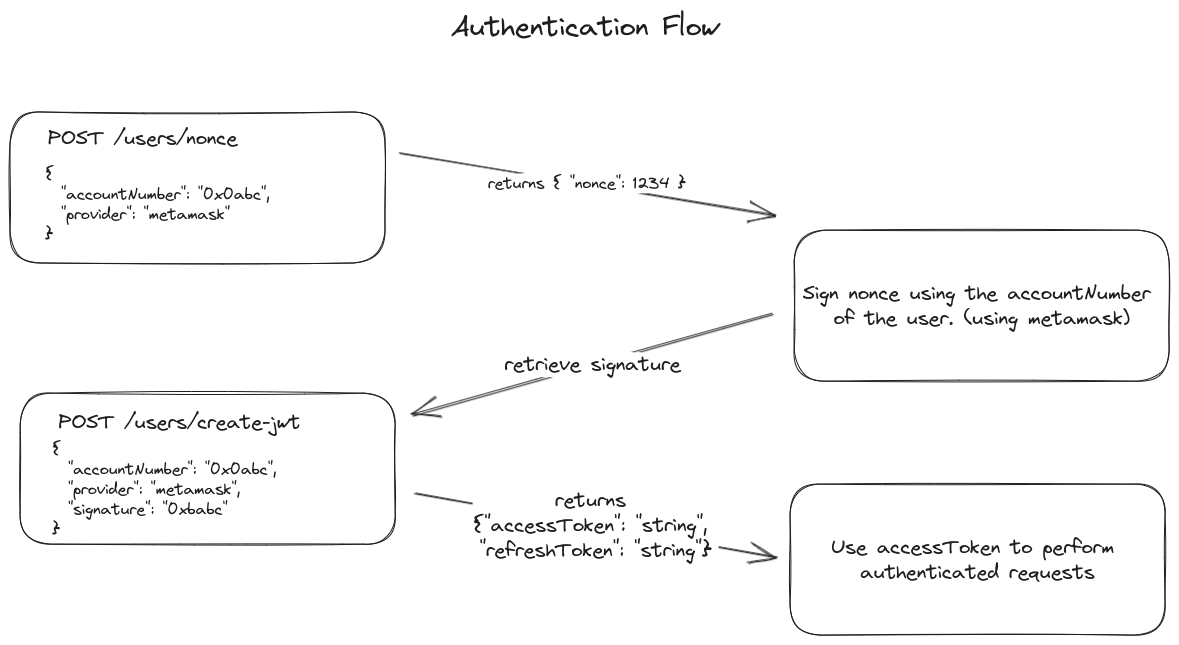 Authentication Flow
POST /users/nonce
{
"accountNumber": "0x0abc",
"provider": "metamask"
}
returns { "nonce": 1234 }
Sign nonce using the accountNumber
of the user. (using metamask)
retrieve signature
POST /users/create-jwt
{
"accountNumber": "0x0abc",
"provider": "metamask",
"signature": "0xbabc"
}
returns
{"accessToken": "string",
"refreshToken": "string"}
Use accessToken to perform
authenticated requests